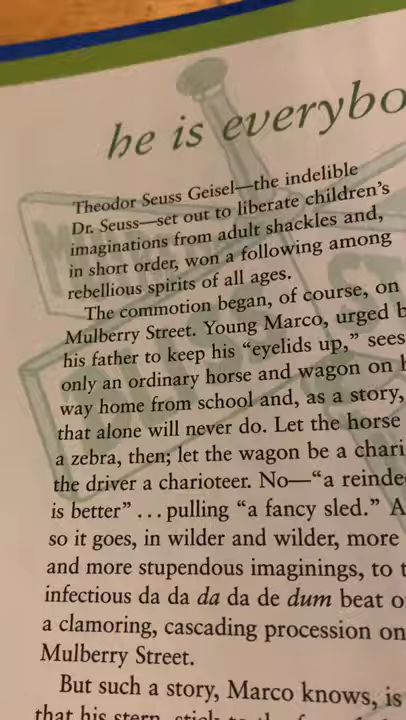 he is everybo
Theodor Seuss Geisel—the indelible
Dr. Seuss—set out to liberate children's
imaginations from adult shackles and,
in short order, won a following among
rebellious spirits of all ages.
The commotion began, of course, on
Mulberry Street. Young Marco, urged b
his father to keep his "eyelids up," sees
only an ordinary horse and wagon on h
way home from school and, as a story,
that alone will never do. Let the horse
a zebra, then; let the wagon be a chari
the driver a charioteer. No—"a reinde
is better" ... pulling "a fancy sled." A
so it goes, in wilder and wilder, more
and more stupendous imaginings, to t
infectious da da da da de dum beat o
a clamoring, cascading procession on
Mulberry Street.
But such a story, Marco knows, is
that his stern, stick to the